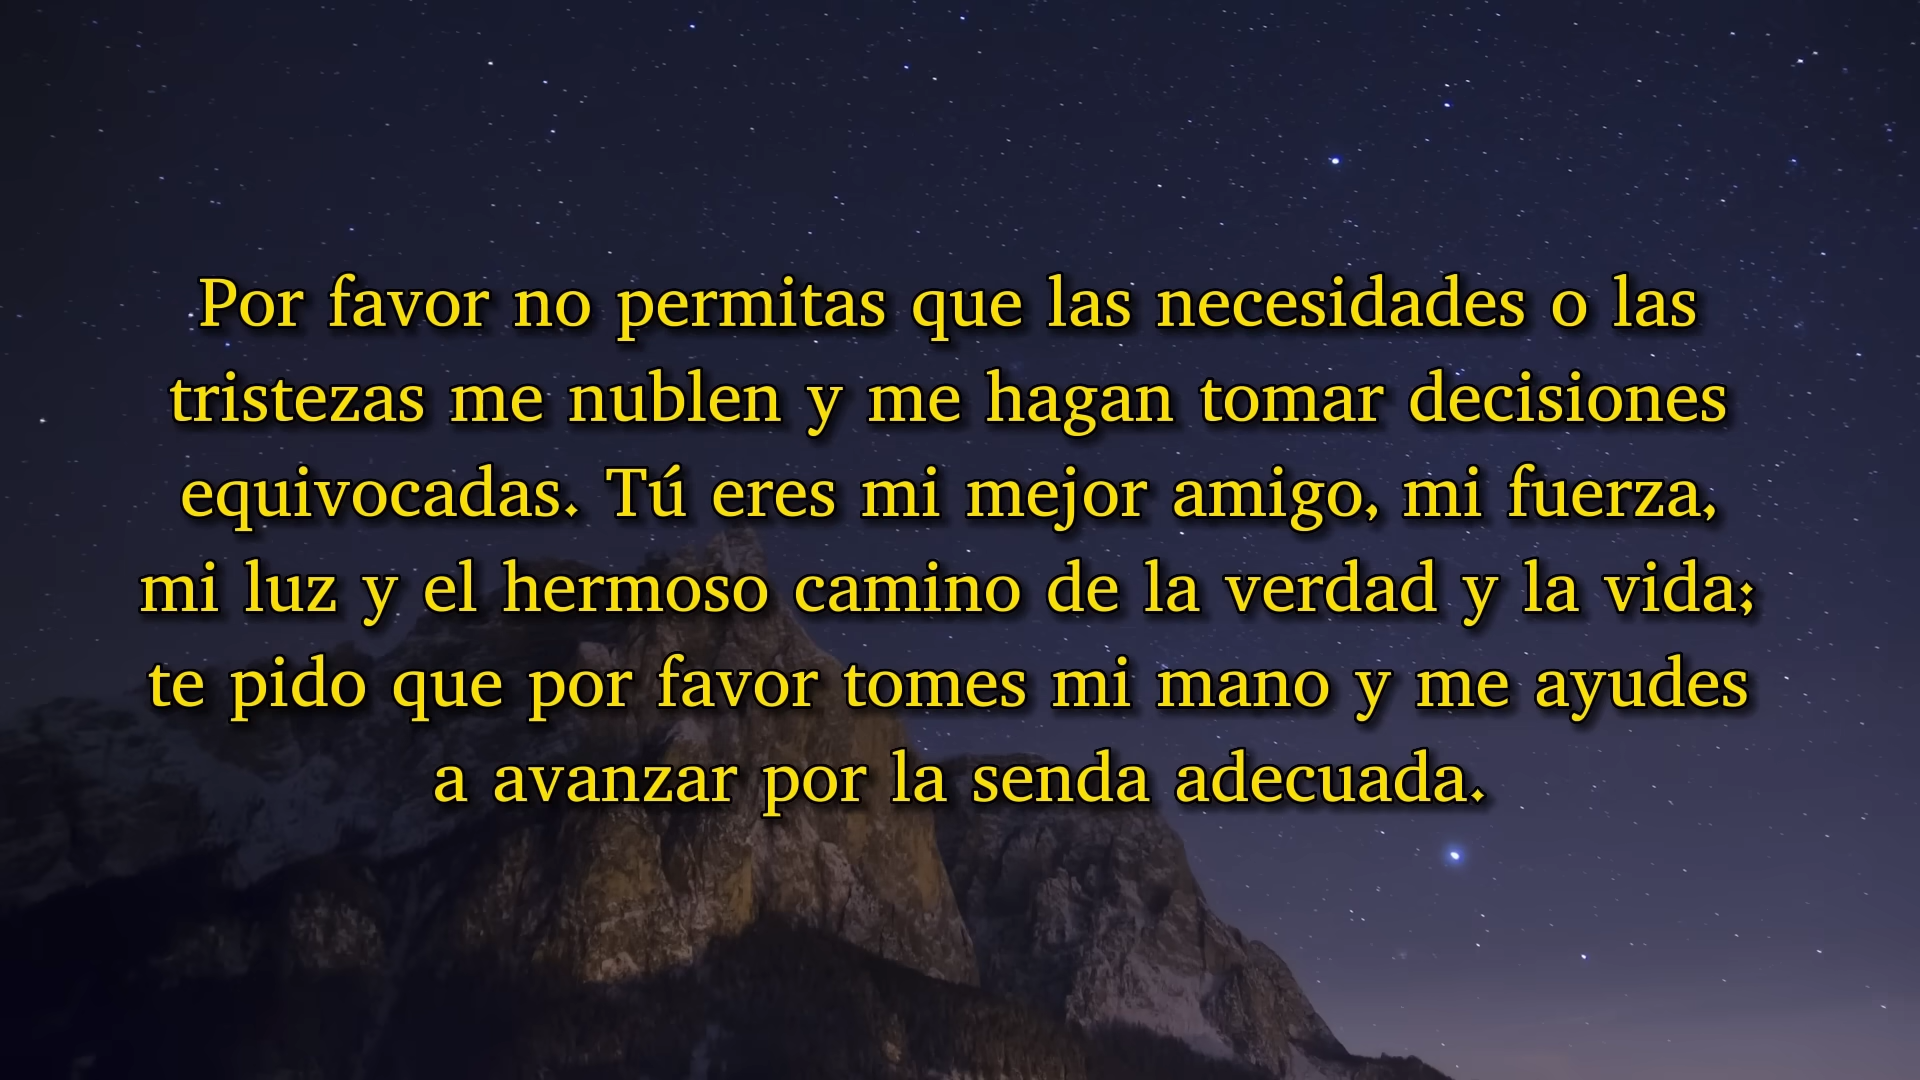 Por favor no permitas que las necesidades o las
tristezas me nublen y me hagan tomar decisiones
equivocadas. Tú eres mi mejor amigo, mi fuerza,
mi luz y el hermoso camino de la verdad y la vida;
te pido que por favor tomes mi mano y me ayudes
a avanzar por la senda adecuada.